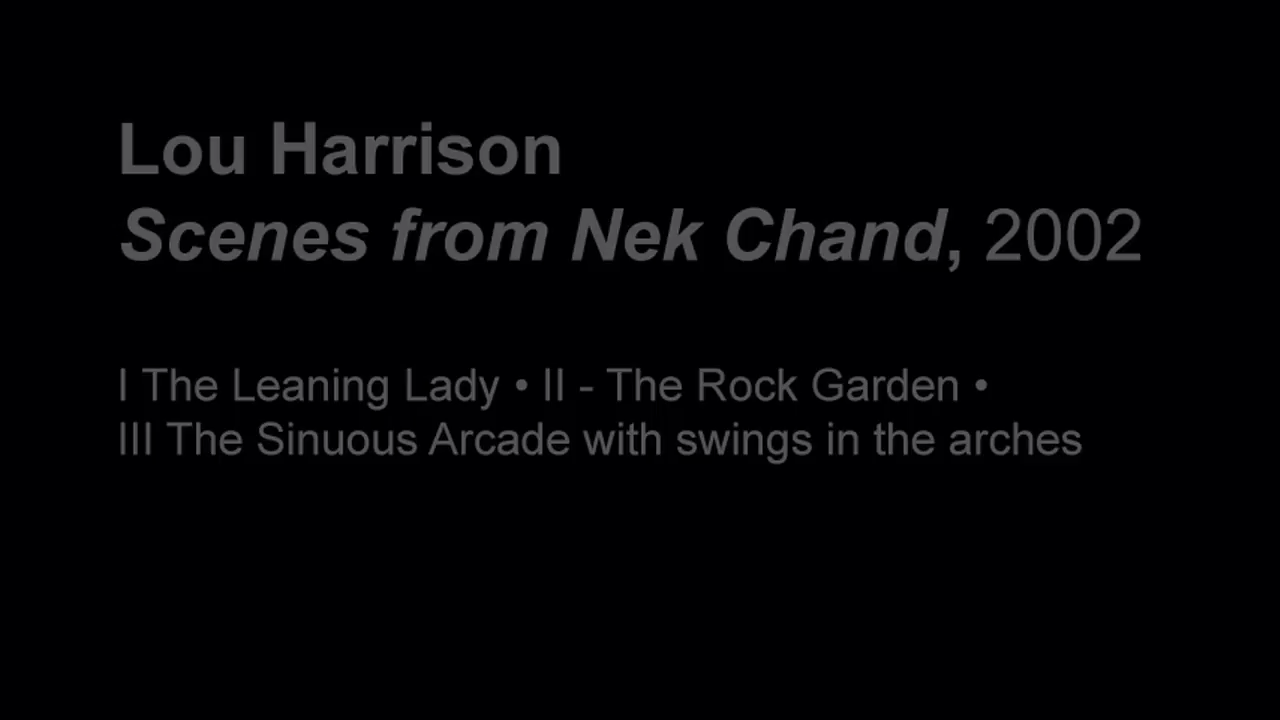 Lou Harrison
Scenes from Nek Chand, 2002
I The Leaning Lady • II - The Rock Garden •
III The Sinuous Arcade with swings in the arches